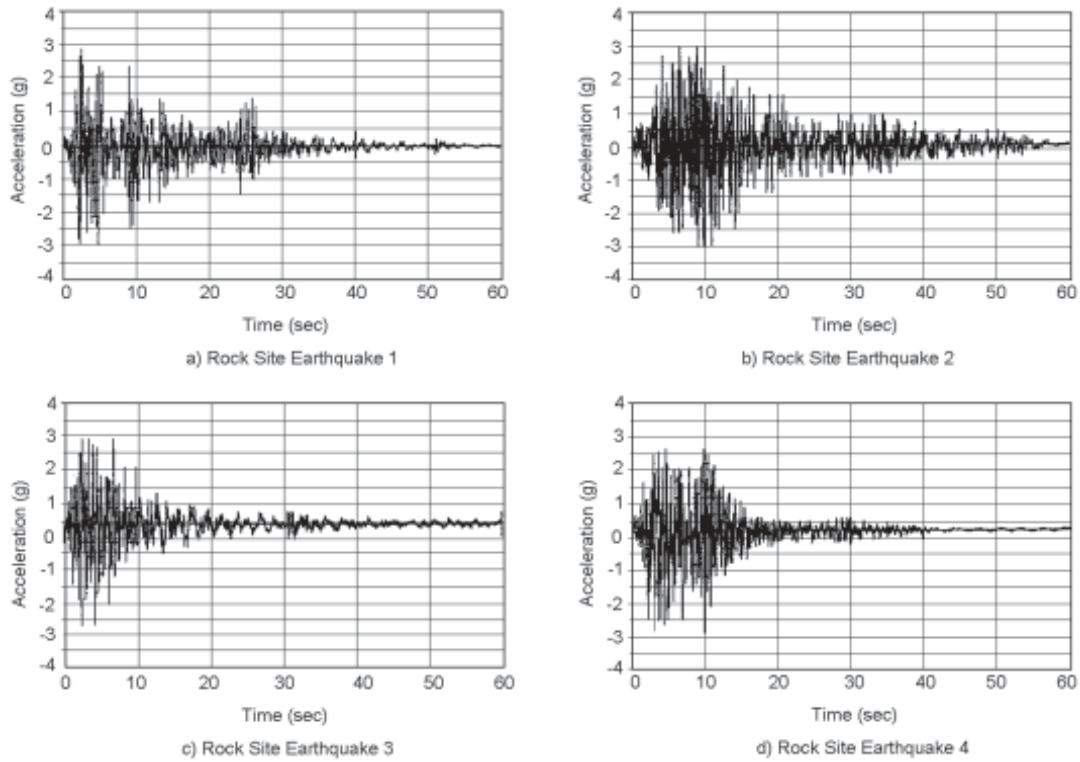 4
3
2
1
0
-1
-2
-3
-4
Acceleration (g)
0 10 20 30 40 50 60
Time (sec)
a) Rock Site Earthquake 1
4
3
2
1
0
-1
-2
-3
-4
Acceleration (g)
0 10 20 30 40 50 60
Time (sec)
b) Rock Site Earthquake 2
4
3
2
1
0
-1
-2
-3
-4
Acceleration (g)
0 10 20 30 40 50 60
Time (sec)
c) Rock Site Earthquake 3
4
3
2
1
0
-1
-2
-3
-4
Acceleration (g)
0 10 20 30 40 50 60
Time (sec)
d) Rock Site Earthquake 4